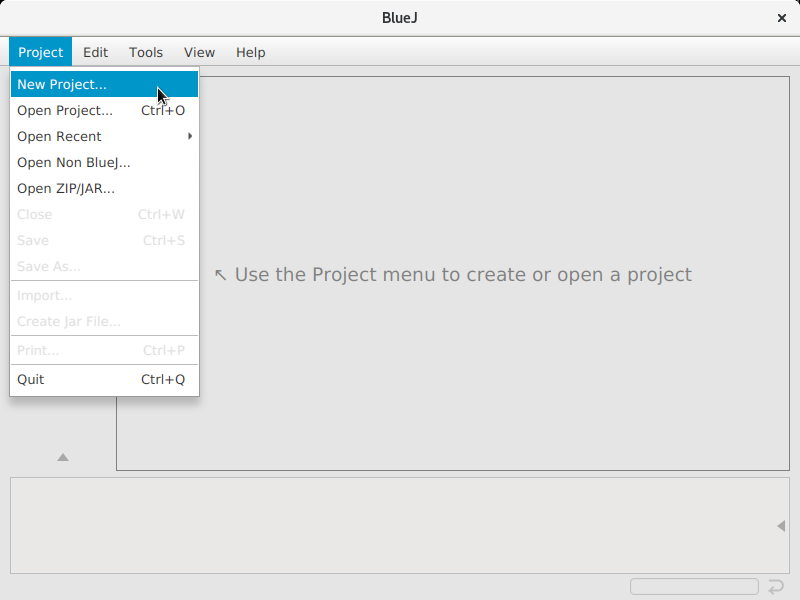 BlueJ
Project Edit Tools View Help
New Project...
Open Project... Ctrl+O
Open Recent
Open Non BlueJ...
Open ZIP/JAR...
Close Ctrl+W
Save Ctrl+S
Save As...
Import...
Create Jar File...
Print... Ctrl+P
Quit Ctrl+Q
↖ Use the Project menu to create or open a project